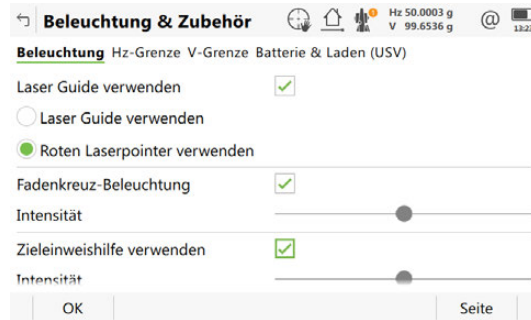 Beleuchtung & Zubehör
Hz 50.0003 g
V 99.6536 g
@
Beleuchtung Hz-Grenze V-Grenze Batterie & Laden (USV)
Laser Guide verwenden
Laser Guide verwenden
Roten Laserpointer verwenden
Fadenkreuz-Beleuchtung
Intensität
Zieleinweishilfe verwenden
Intensität
OK Seite